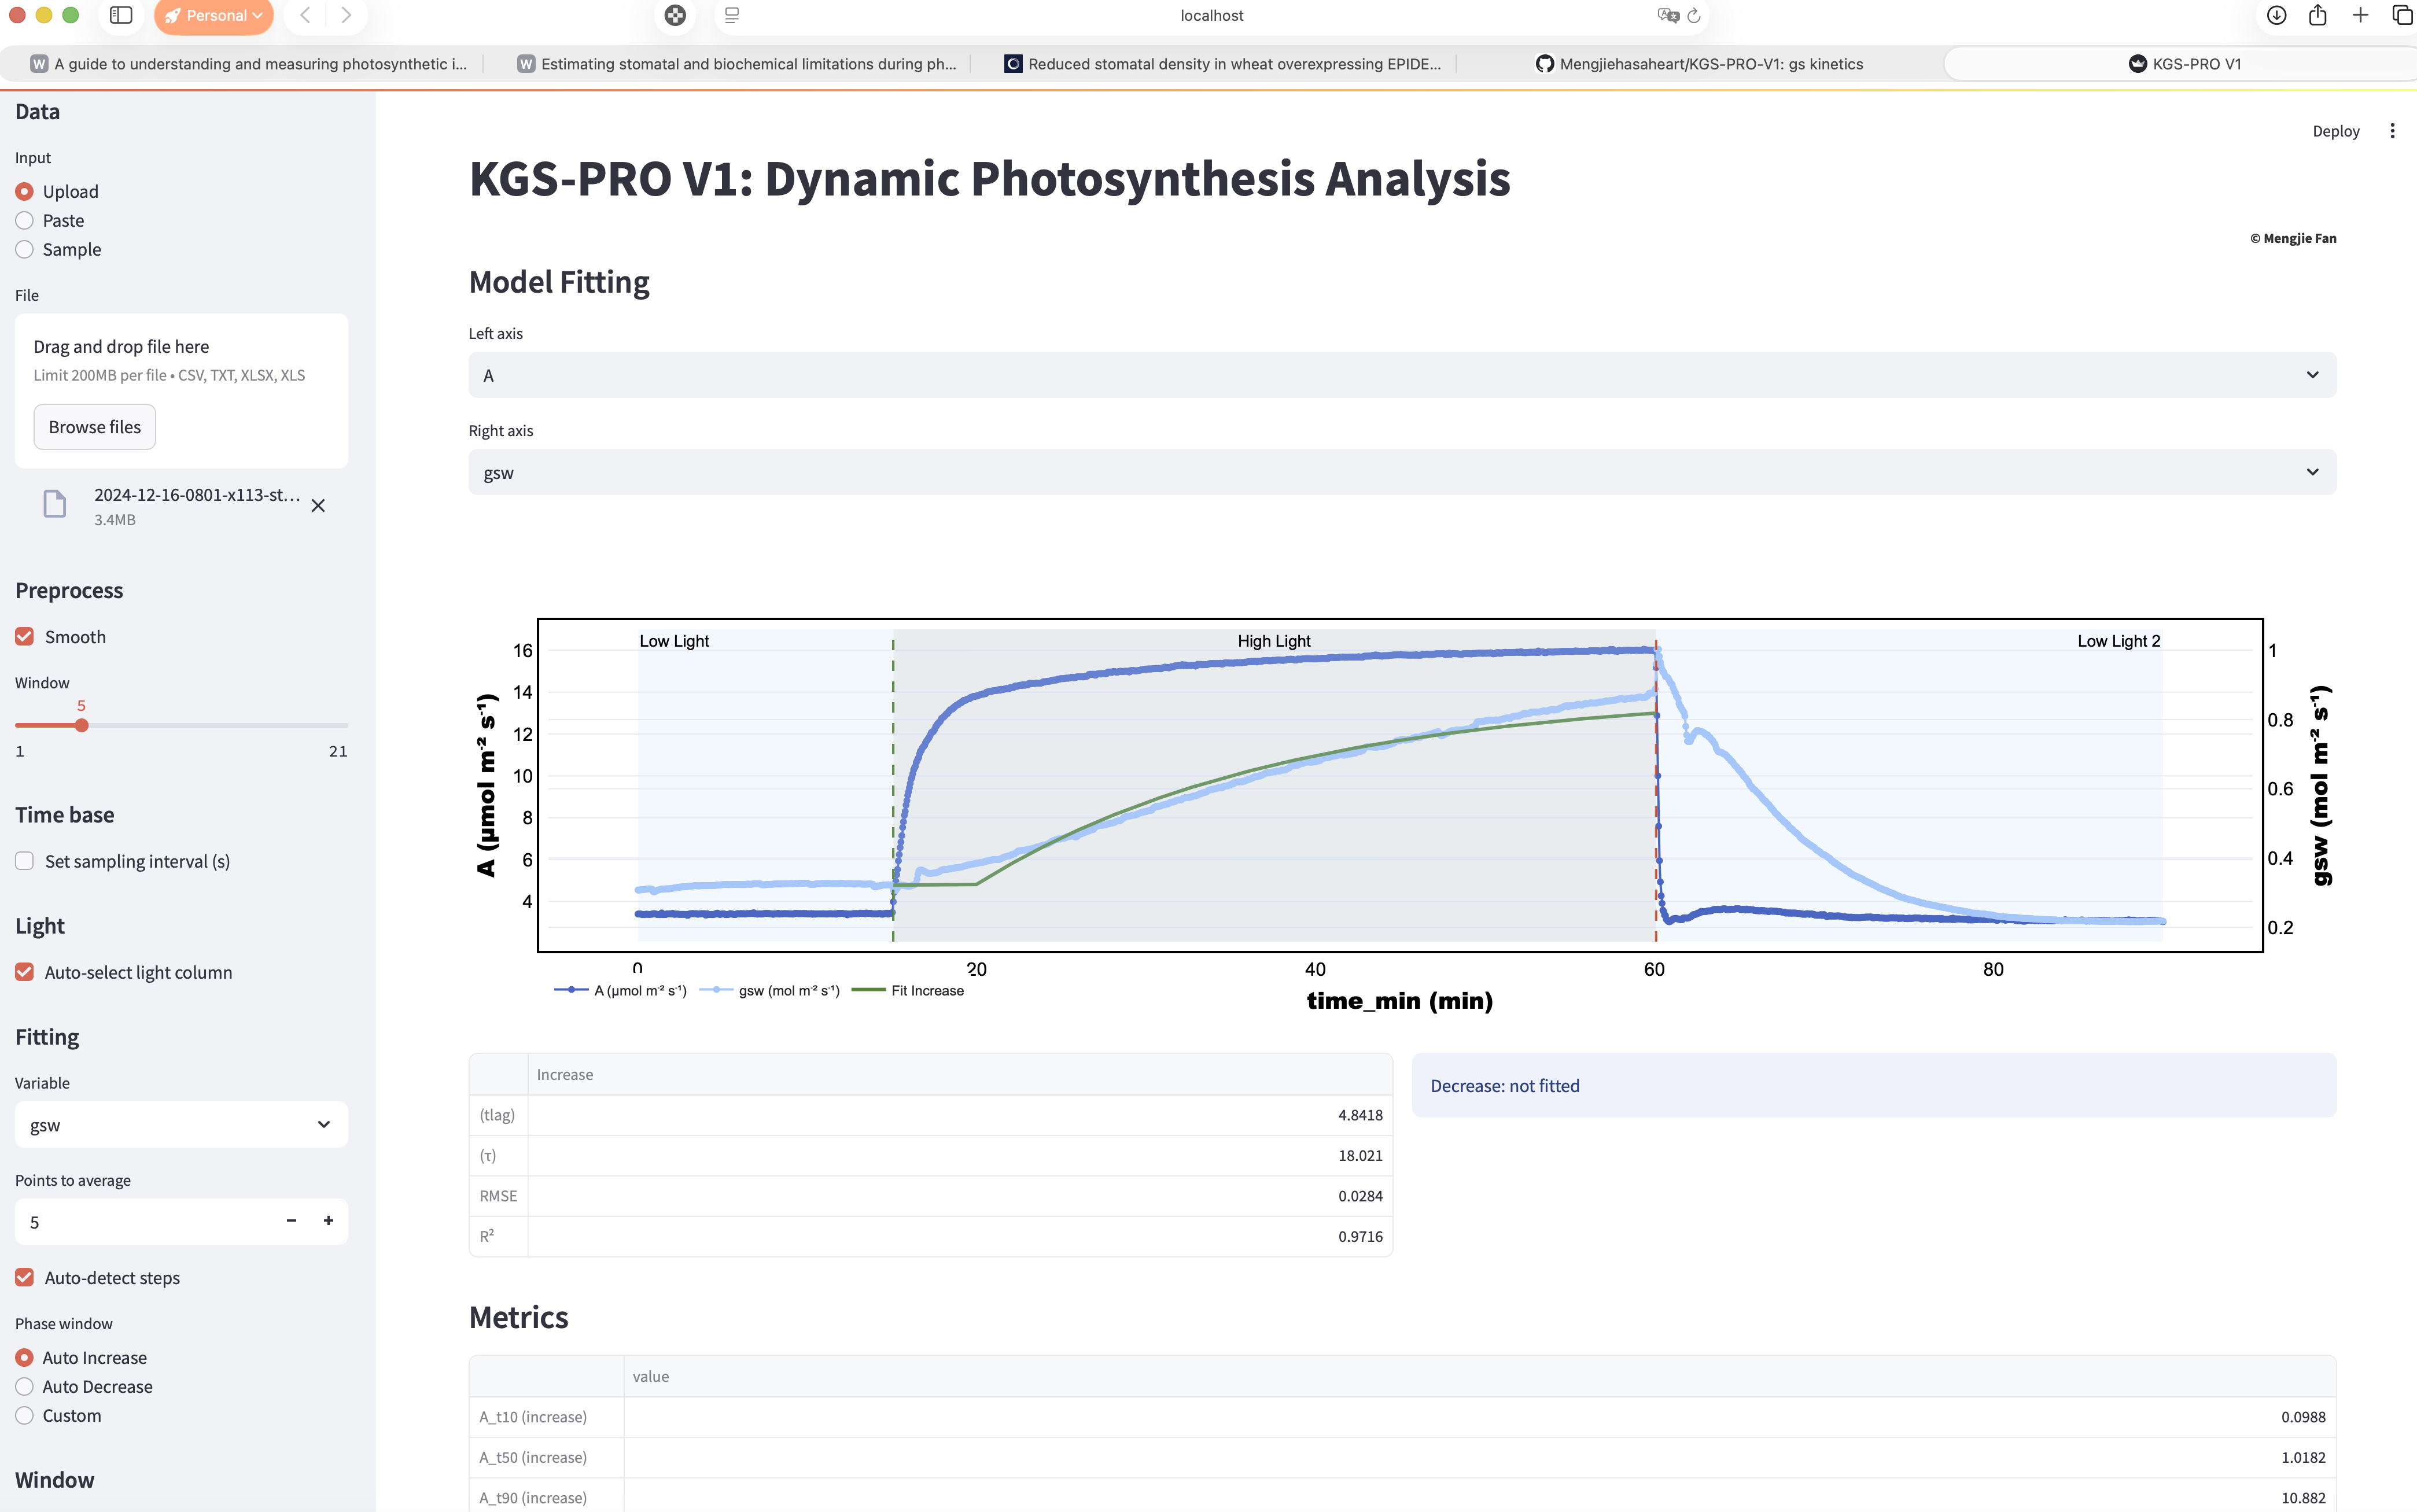 Personal
localhost
A guide to understanding and measuring photosynthetic i...
Estimating stomatal and biochemical limitations during ph...
Reduced stomatal density in wheat overexpressing EPIDE...
Mengjiehasaheart/KGS-PRO-V1: gs kinetics
KGS-PRO V1
Data
Input
Upload
Paste
Sample
File
Drag and drop file here
Limit 200MB per file • CSV, TXT, XLSX, XLS
Browse files
2024-12-16-0801-x113-st...
3.4MB
Preprocess
Smooth
Window
5
1 21
Time base
Set sampling interval (s)
Light
Auto-select light column
Fitting
Variable
gsw
Points to average
5
Auto-detect steps
Phase window
Auto Increase
Auto Decrease
Custom
Window
Deploy
KGS-PRO V1: Dynamic Photosynthesis Analysis
© Mengjie Fan
Model Fitting
Left axis
A
Right axis
gsw
Low Light High Light Low Light 2
16
14
12
10
8
6
4
A (μmol m⁻² s⁻¹)
1
0.8
0.6
0.4
0.2
gsw (mol m⁻² s⁻¹)
0 20 40 60 80
A (μmol m⁻² s⁻¹) gsw (mol m⁻² s⁻¹) Fit Increase
time_min (min)
Increase
(tlag) 4.8418
(τ) 18.021
RMSE 0.0284
R² 0.9716
Decrease: not fitted
Metrics
value
A_t10 (increase) 0.0988
A_t50 (increase) 1.0182
A_t90 (increase) 10.882